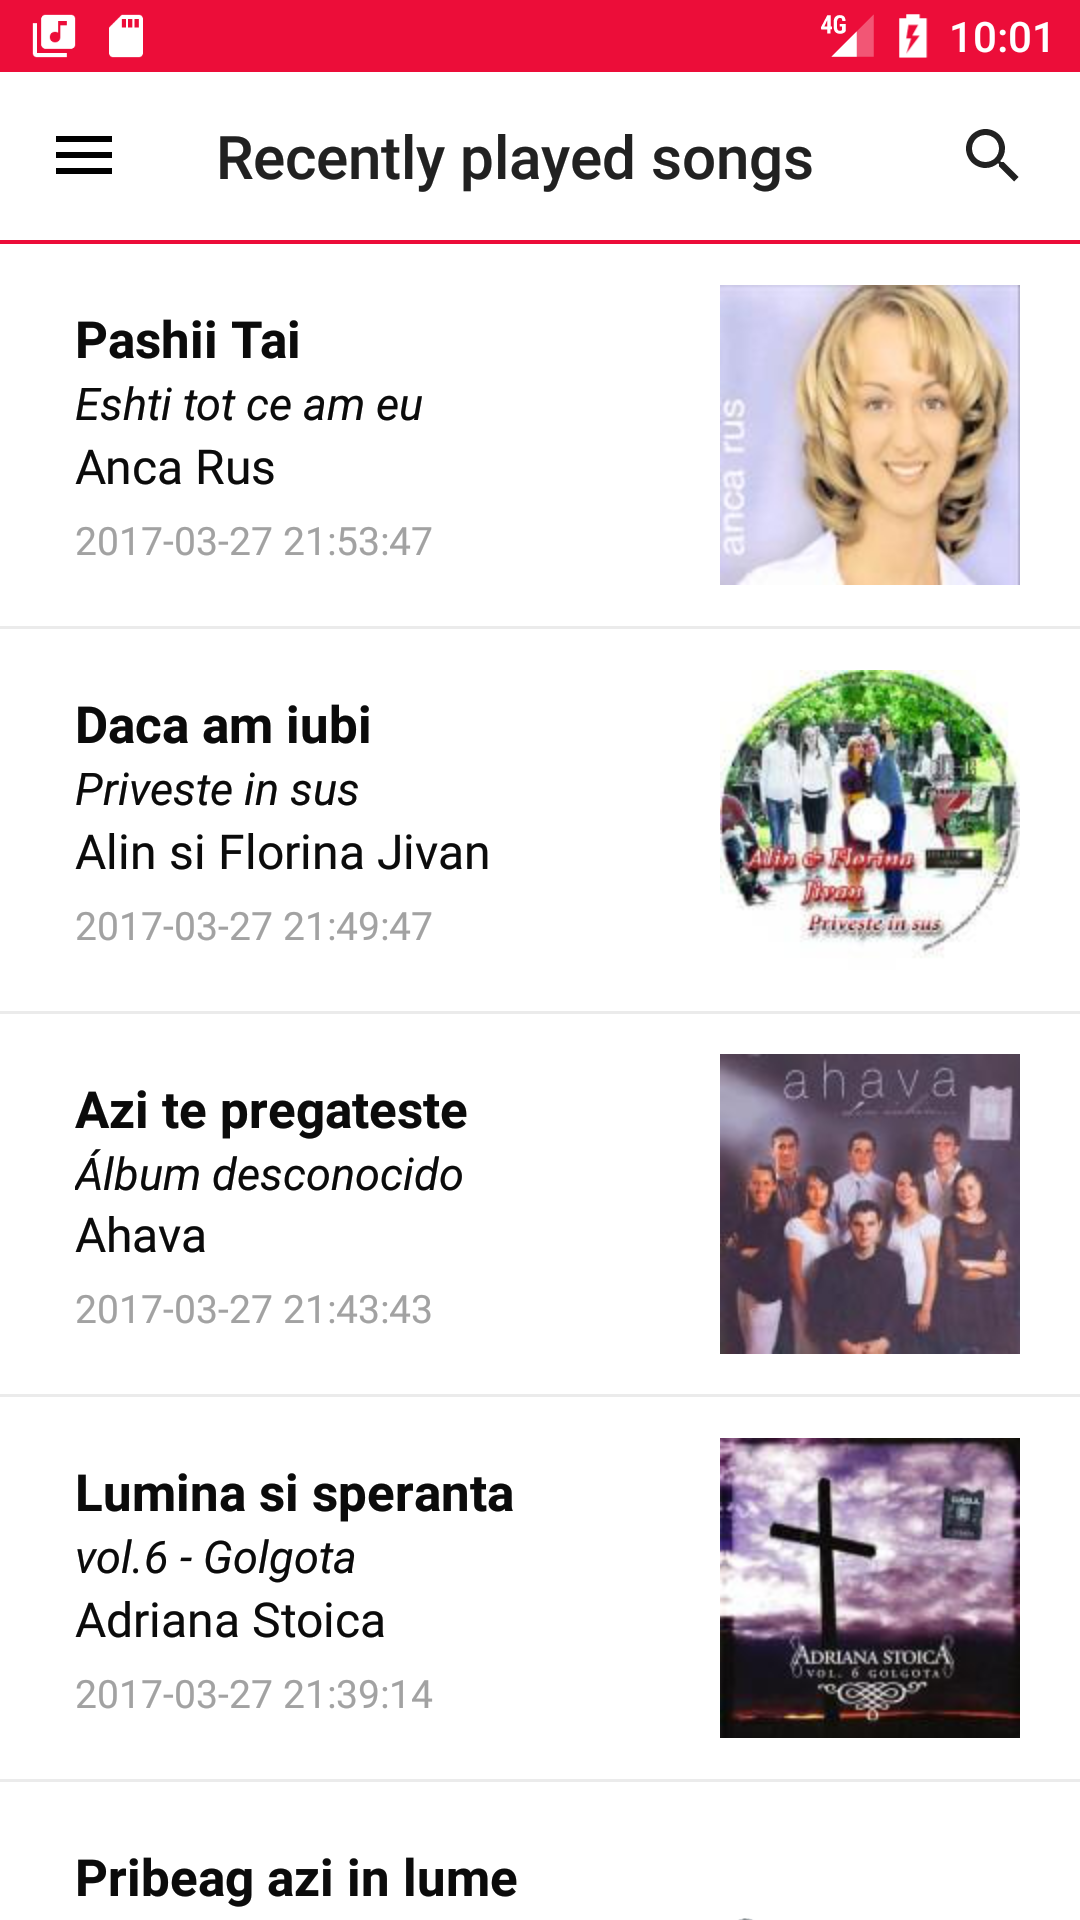 4G 10:01
Recently played songs
Pashii Tai
Eshti tot ce am eu
Anca Rus
2017-03-27 21:53:47
anca rus
Daca am iubi
Priveste in sus
Alin si Florina Jivan
2017-03-27 21:49:47
Alin & Florina
Jivan
Privește in sus
Azi te pregateste
Álbum desconocido
Ahava
2017-03-27 21:43:43
ahava
Lumina si speranta
vol.6 - Golgota
Adriana Stoica
2017-03-27 21:39:14
ADRIANA STOICA
VOL. 6 GOLGOTA
Pribeag azi in lume